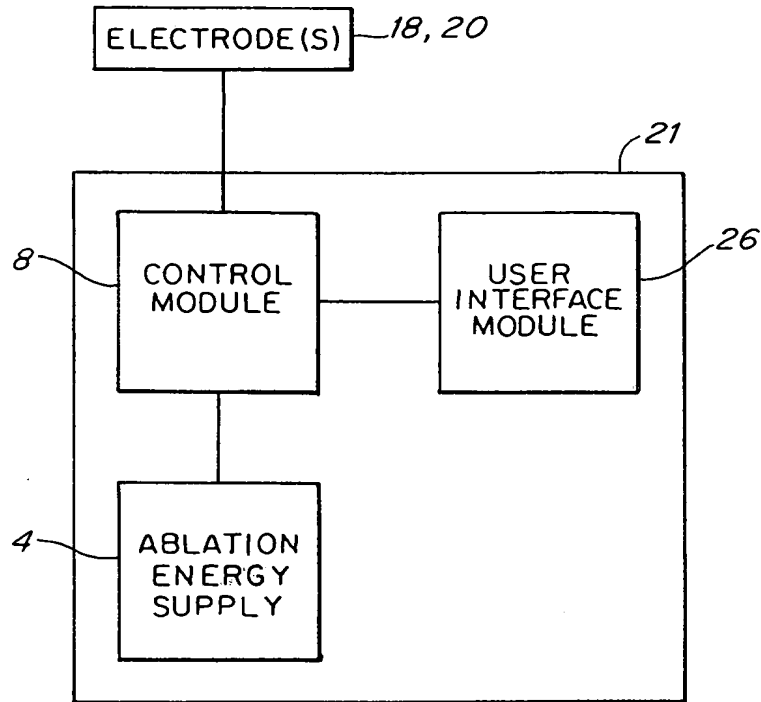 ELECTRODE(S)
18, 20
21
8
CONTROL
MODULE
USER
INTERFACE
MODULE
26
4
ABLATION
ENERGY
SUPPLY